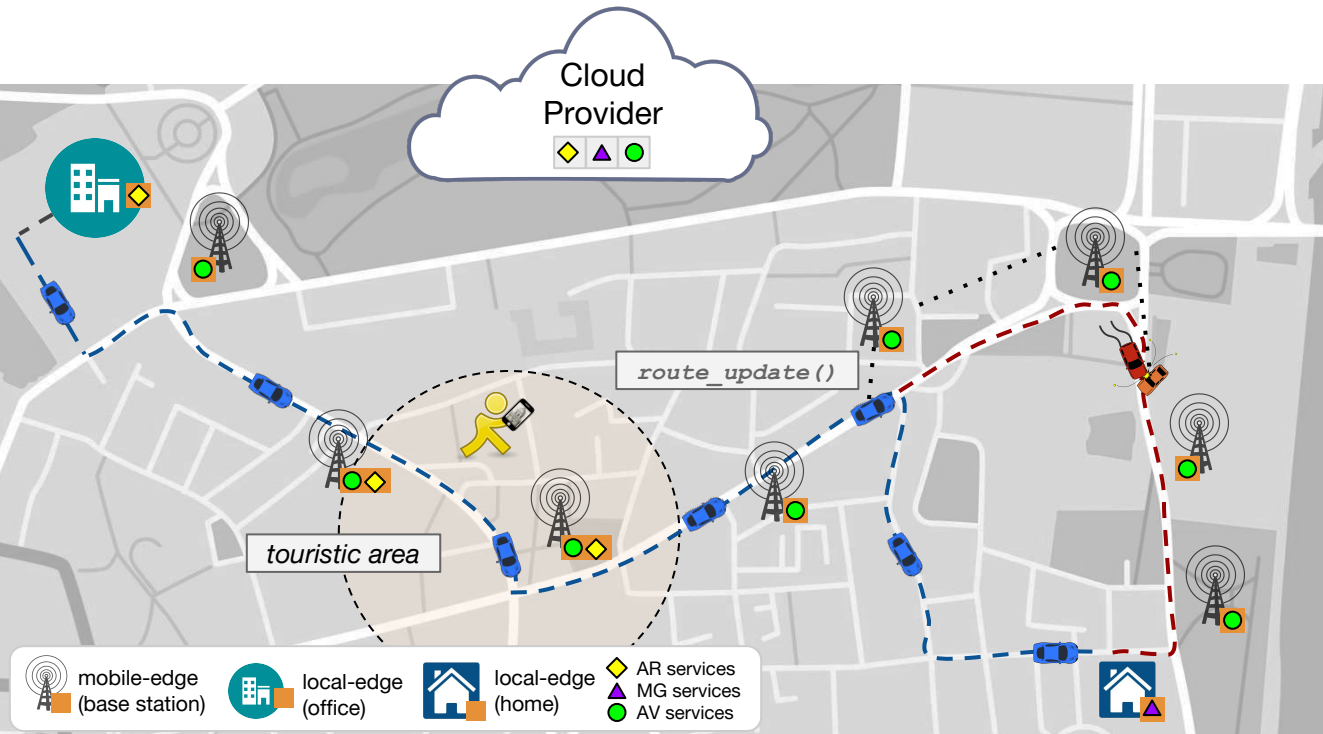 Cloud
Provider
route_update()
touristic area
mobile-edge
(base station)
local-edge
(office)
local-edge
(home)
AR services
MG services
AV services